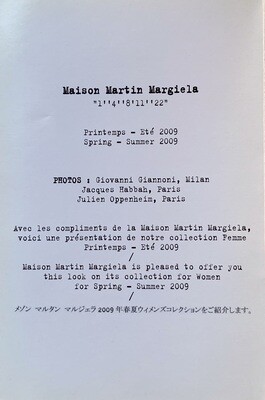 Maison Martin Margiela
"1''4''8'11''22"
Printemps - Eté 2009
Spring - Summer 2009
PHOTOS : Giovanni Giannoni, Milan
Jacques Habbah, Paris
Julien Oppenheim, Paris
Avec les compliments de la Maison Martin Margiela,
voici une présentation de notre collection Femme
Printemps - Eté 2009
/
Maison Martin Margiela is pleased to offer you
this look on its collection for Women
for Spring - Summer 2009
/
メゾン マルタン マルジェラ2009年春夏ウィメンズコレクションをご紹介します。